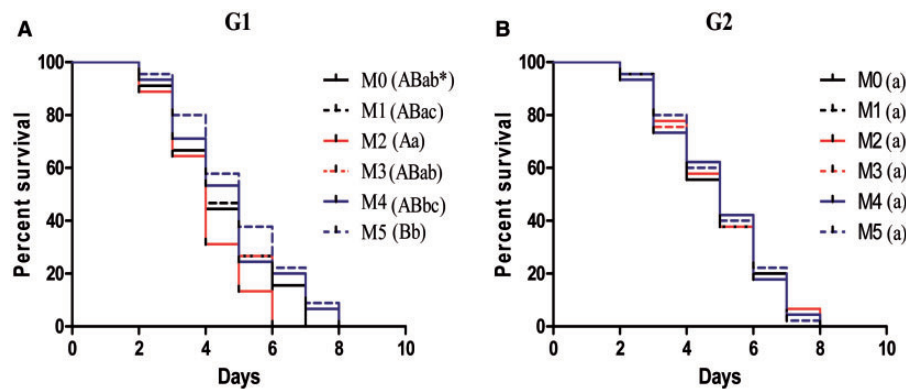 A
G1
Percent survival
100
80
60
40
20
0
0 2 4 6 8 10
Days
M0 (ABab*)
M1 (ABac)
M2 (Aa)
M3 (ABab)
M4 (ABbc)
M5 (Bb)
B
G2
Percent survival
100
80
60
40
20
0
0 2 4 6 8 10
Days
M0 (a)
M1 (a)
M2 (a)
M3 (a)
M4 (a)
M5 (a)